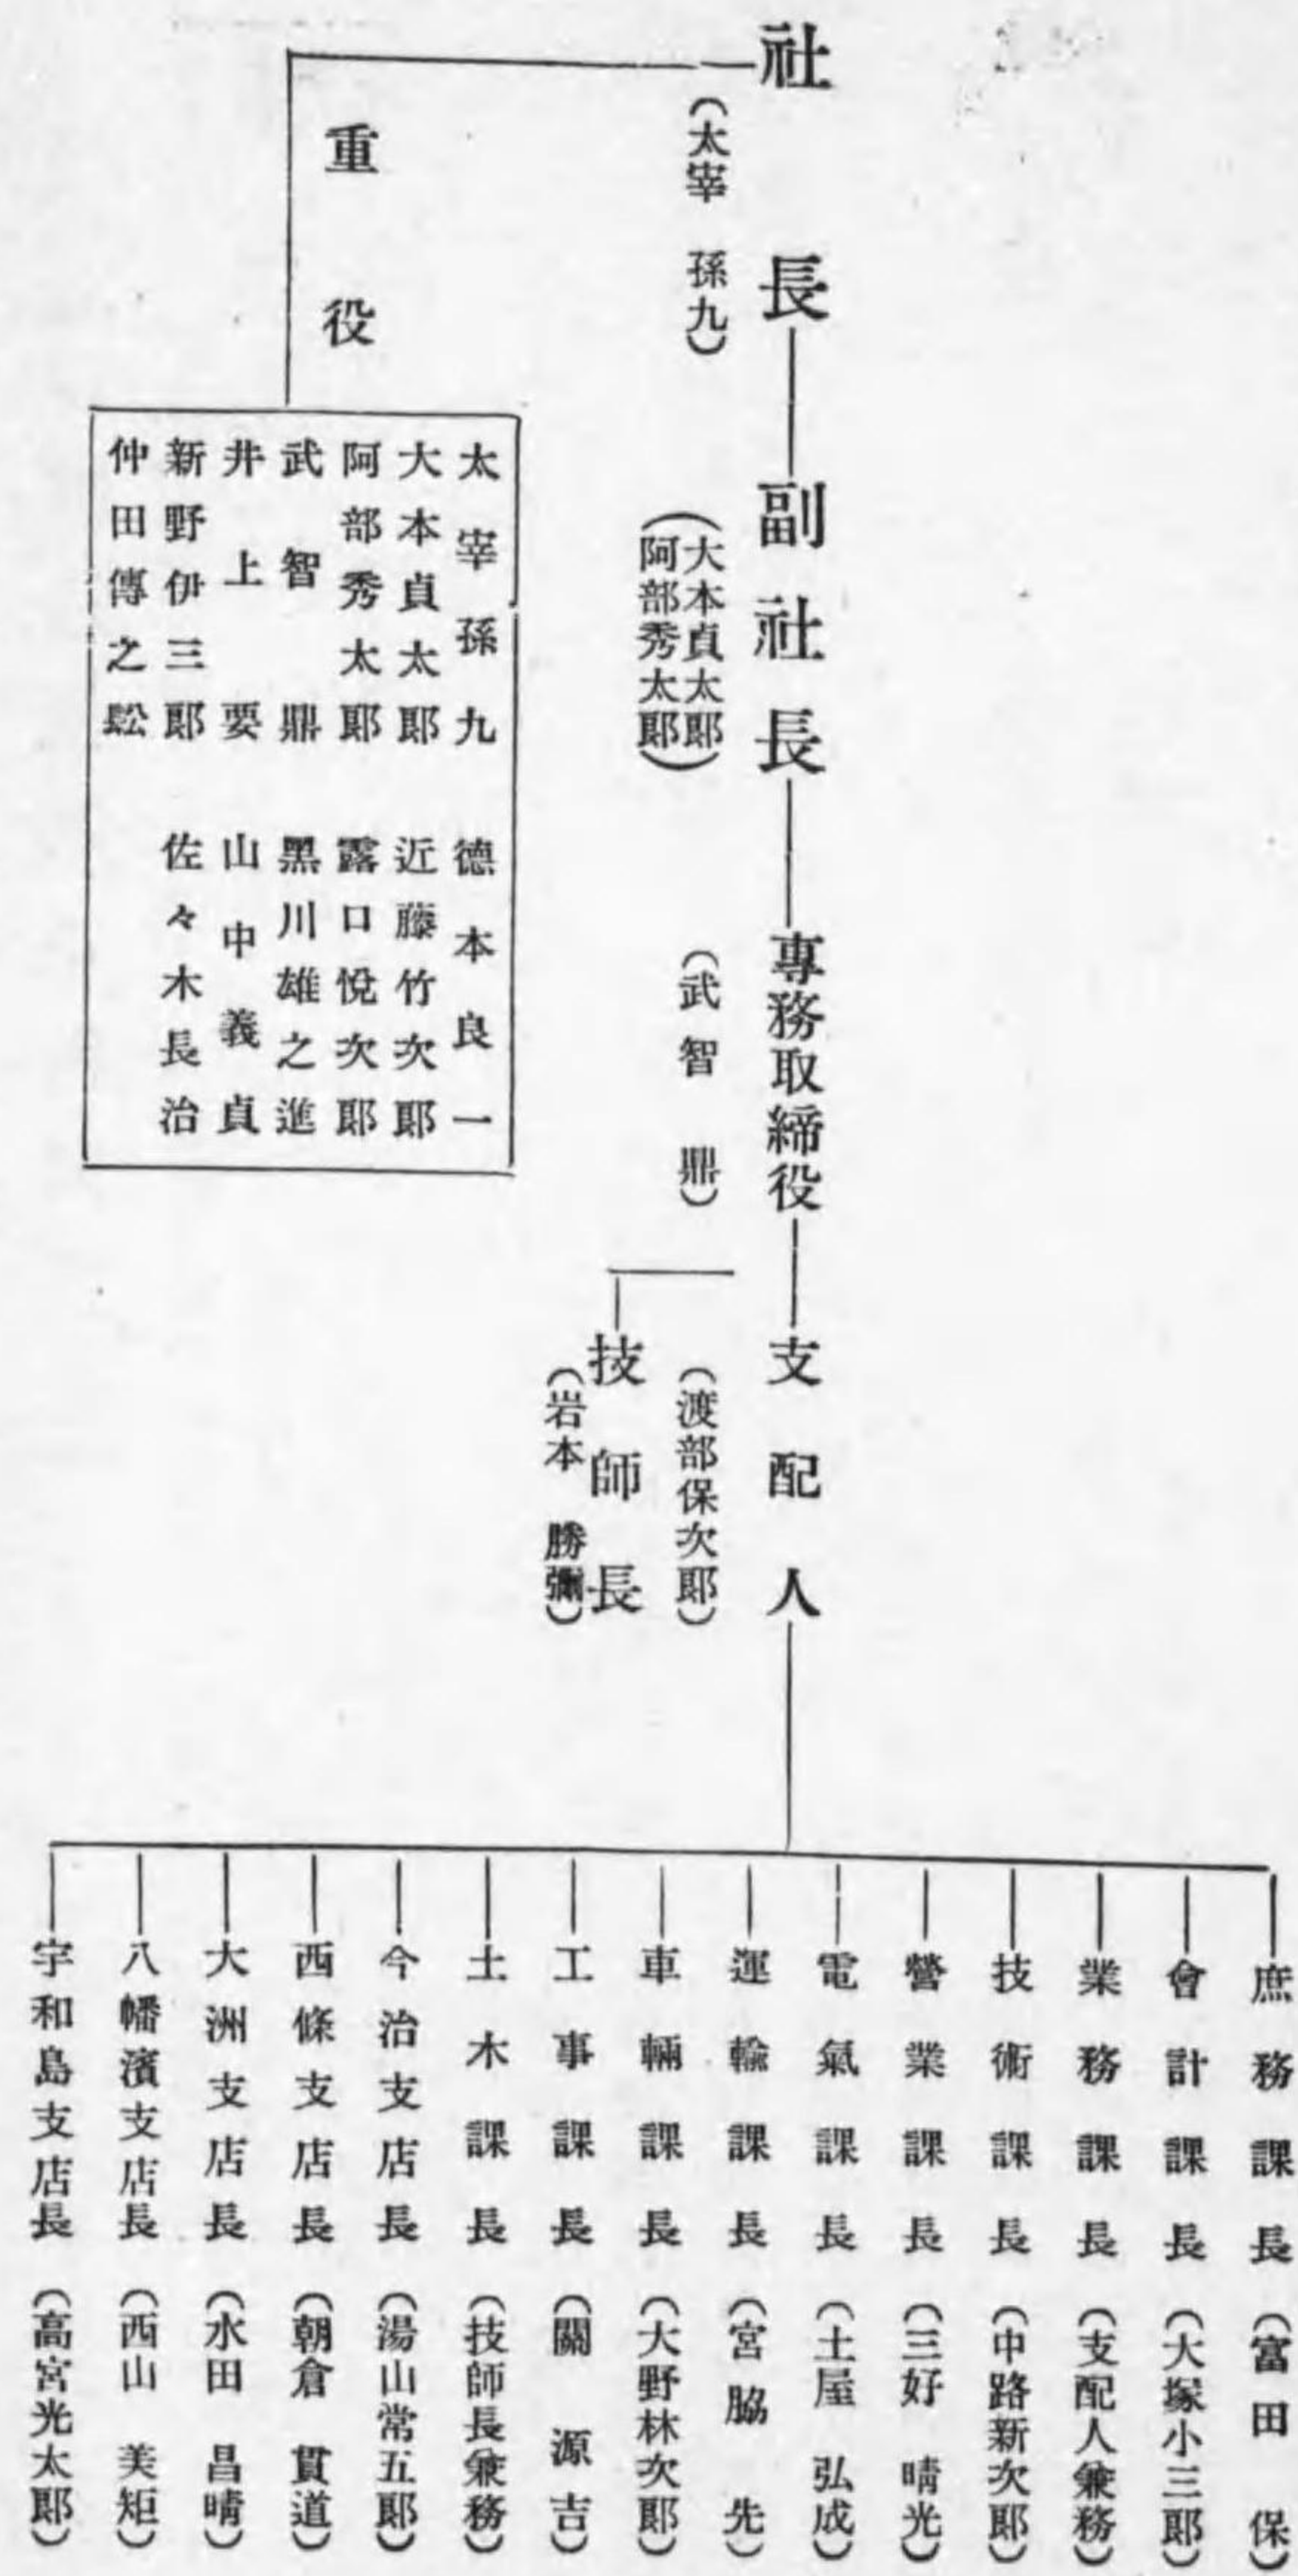 社長
(太宰 孫九)
副社長
(大本貞太郎
阿部秀太郎)
專務取締役
(武智 鼎)
支配人
(渡部保次郎)
技師長
(岩本 勝彌)
重役
太宰孫九 德本良一
大本貞太郎 近藤竹次郎
阿部秀太郎 露口悅次郎
武智鼎 黑川雄之進
井上要 山中義貞
新野伊三郎 佐々木長治
仲田傳之
庶務課長(富田 保)
會計課長(大塚小三郎)
業務課長(支配人兼務)
技術課長(中路新次郎)
營業課長(三好 晴光)
電氣課長(土屋 弘成)
運輸課長(宮脇 先)
車輛課長(大野林次郎)
工事課長(關 源吉)
土木課長(技師長兼務)
今治支店長(湯山常五郎)
西條支店長(朝倉 貫道)
大洲支店長(水田 昌晴)
八幡濱支店長(西山 美矩)
宇和島支店長(高宮光太郎)